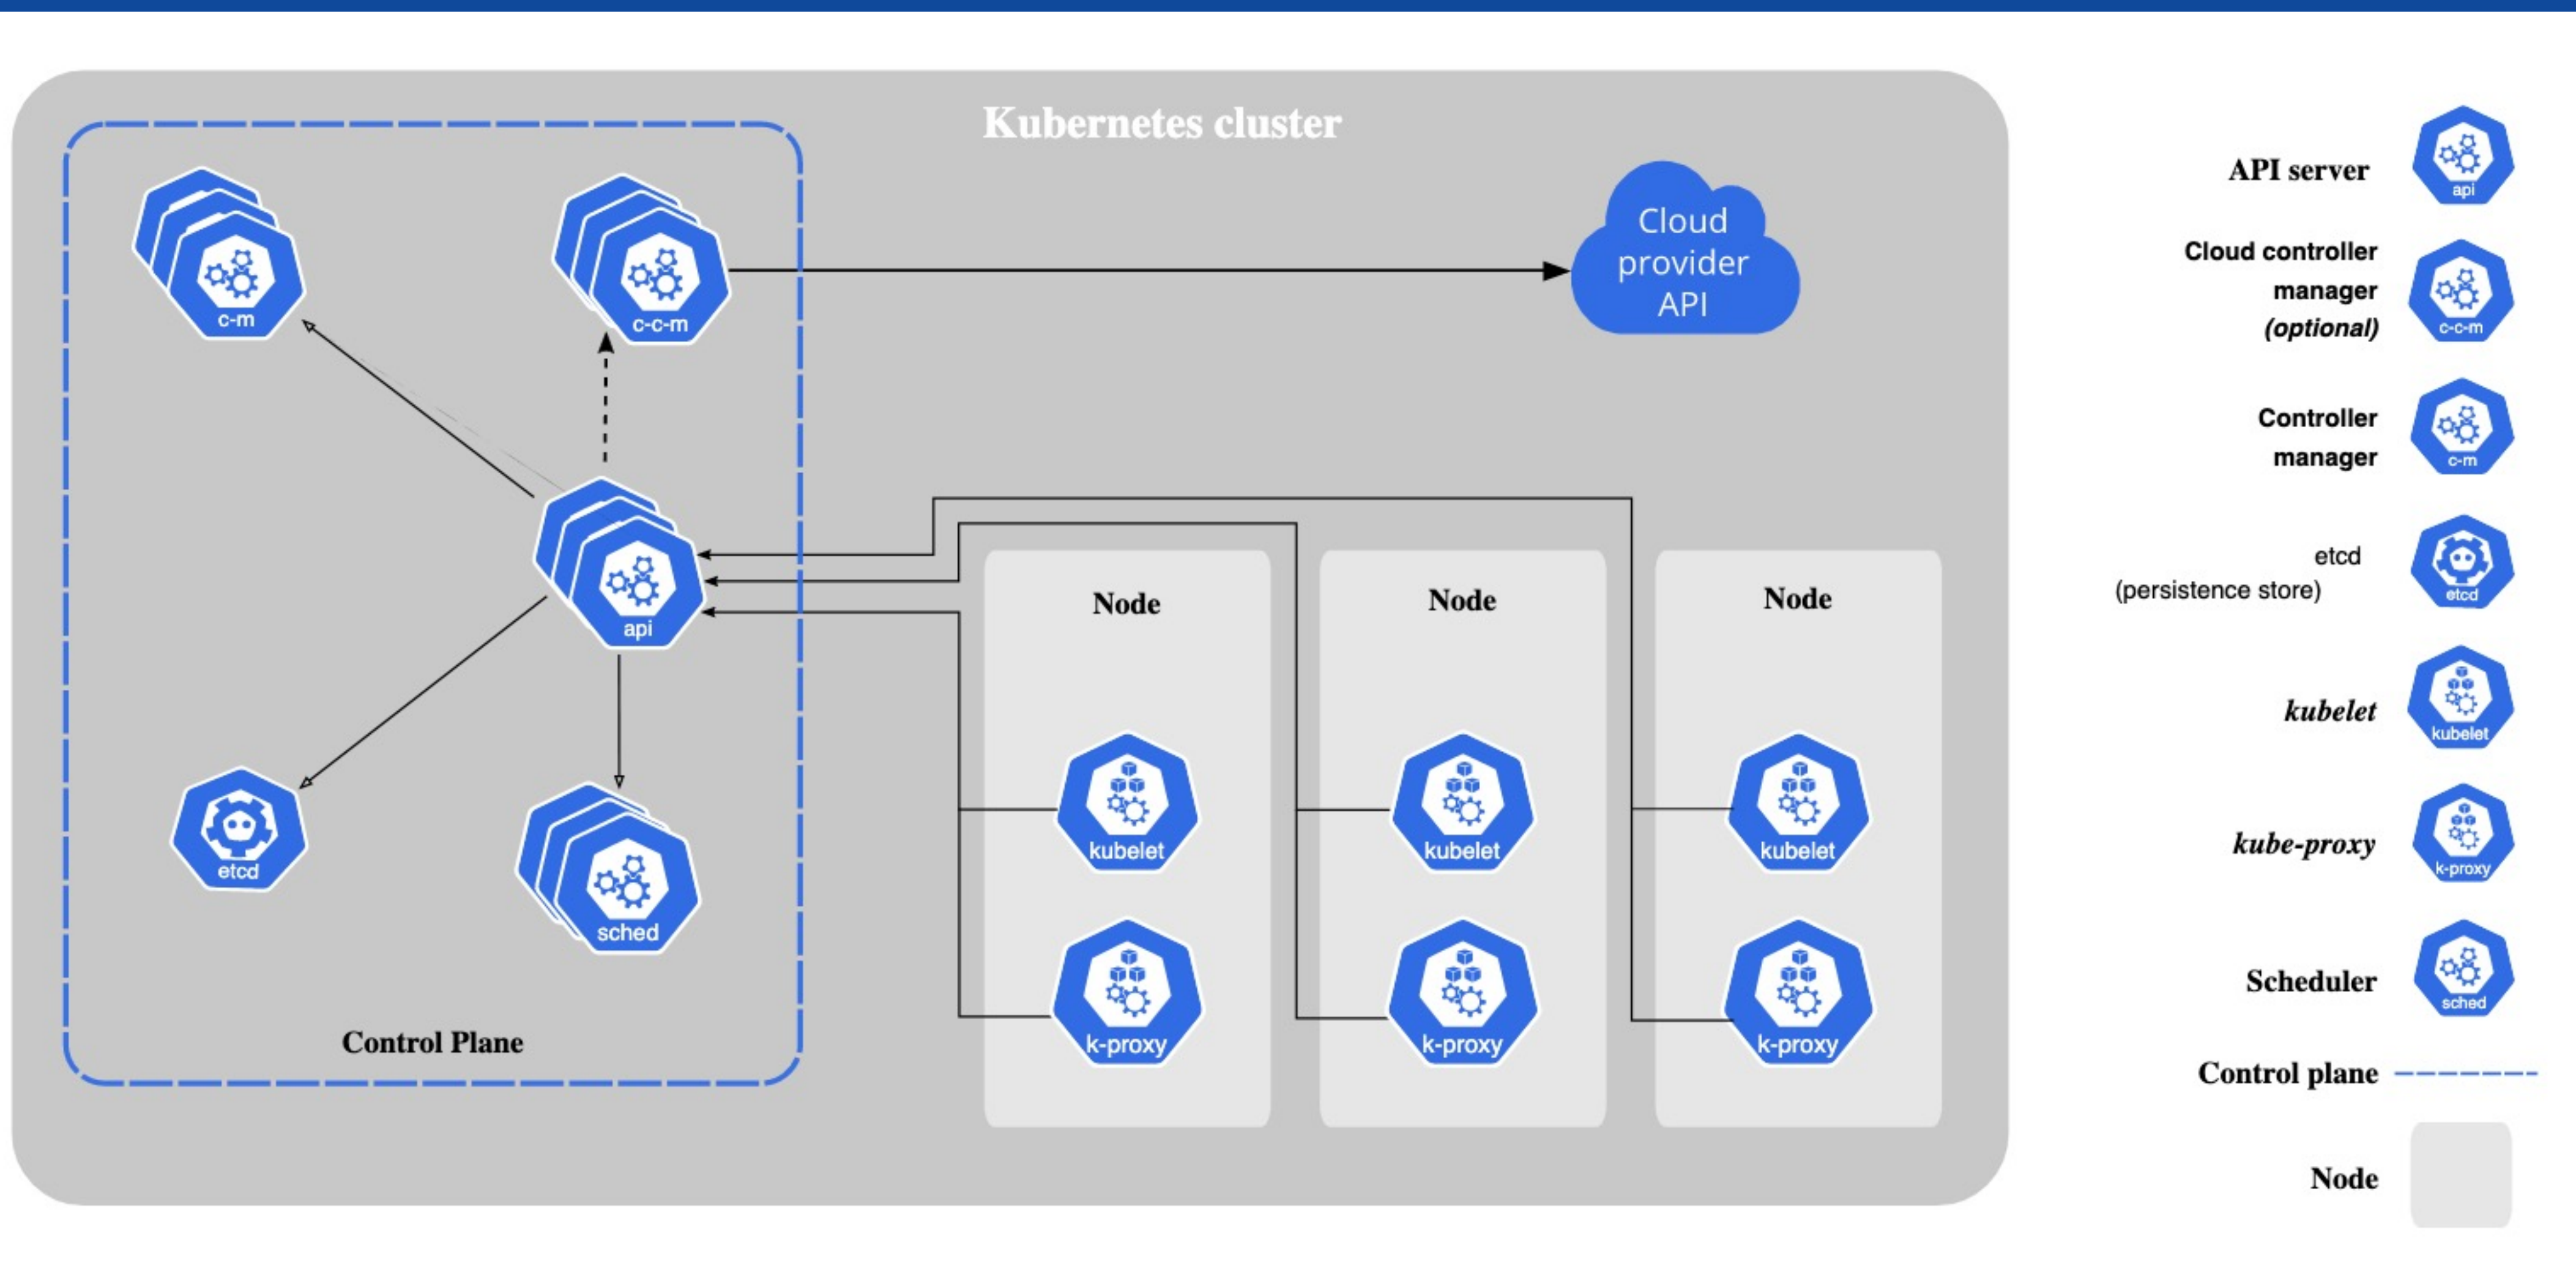 Kubernetes cluster
c-m
c-c-m
Cloud
provider
API
api
etcd
sched
Control Plane
Node
kubelet
k-proxy
Node
kubelet
k-proxy
Node
kubelet
k-proxy
API server
api
Cloud controller
manager
(optional)
c-c-m
Controller
manager
c-m
etcd
(persistence store)
etcd
kubelet
kubelet
kube-proxy
k-proxy
Scheduler
sched
Control plane
Node